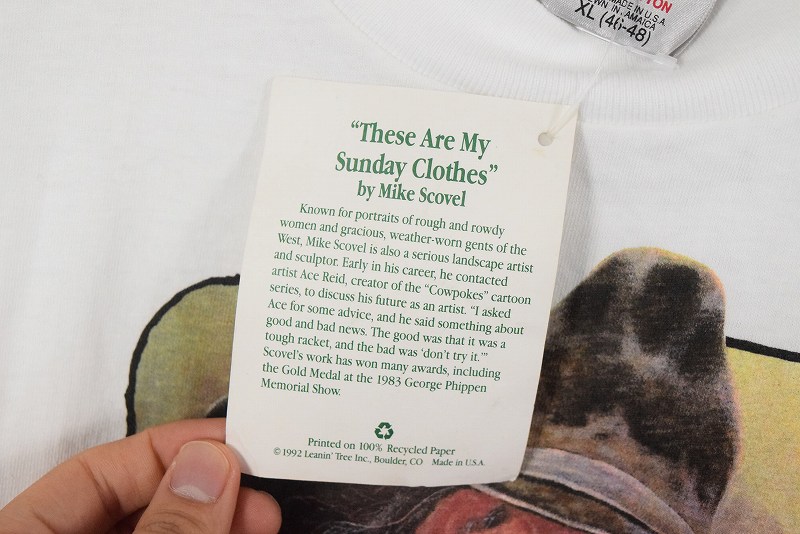 TON
MADE IN U.S.A.
SEWN IN JAMAICA
XL (46-48)
“These Are My
Sunday Clothes”
by Mike Scovel
Known for portraits of rough and rowdy
women and gracious, weather-worn gents of the
West, Mike Scovel is also a serious landscape artist
and sculptor. Early in his career, he contacted
artist Ace Reid, creator of the “Cowpokes” cartoon
series, to discuss his future as an artist. “I asked
Ace for some advice, and he said something about
good and bad news. The good was that it was a
tough racket, and the bad was ‘don’t try it.’”
Scovel’s work has won many awards, including
the Gold Medal at the 1983 George Phippen
Memorial Show.
Printed on 100% Recycled Paper
© 1992 Leanin’ Tree Inc., Boulder, CO Made in U.S.A.